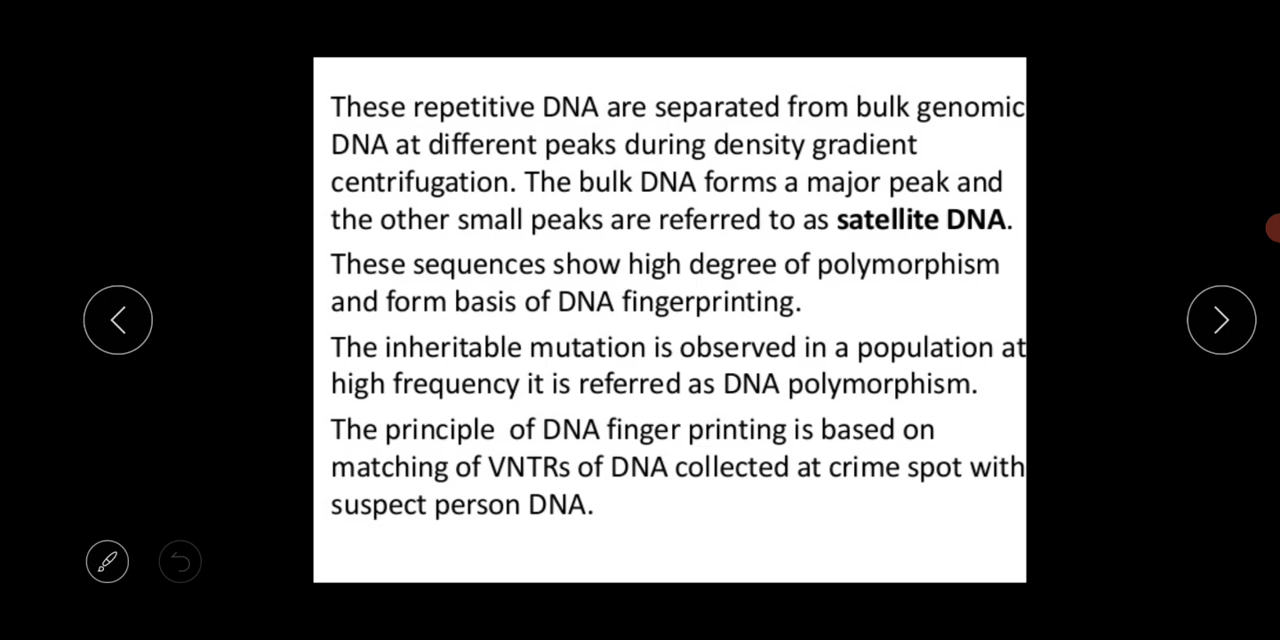 These repetitive DNA are separated from bulk genomic
DNA at different peaks during density gradient
centrifugation. The bulk DNA forms a major peak and
the other small peaks are referred to as satellite DNA.
These sequences show high degree of polymorphism
and form basis of DNA fingerprinting.
The inheritable mutation is observed in a population at
high frequency it is referred as DNA polymorphism.
The principle  of DNA finger printing is based on
matching of VNTRs of DNA collected at crime spot with
suspect person DNA.